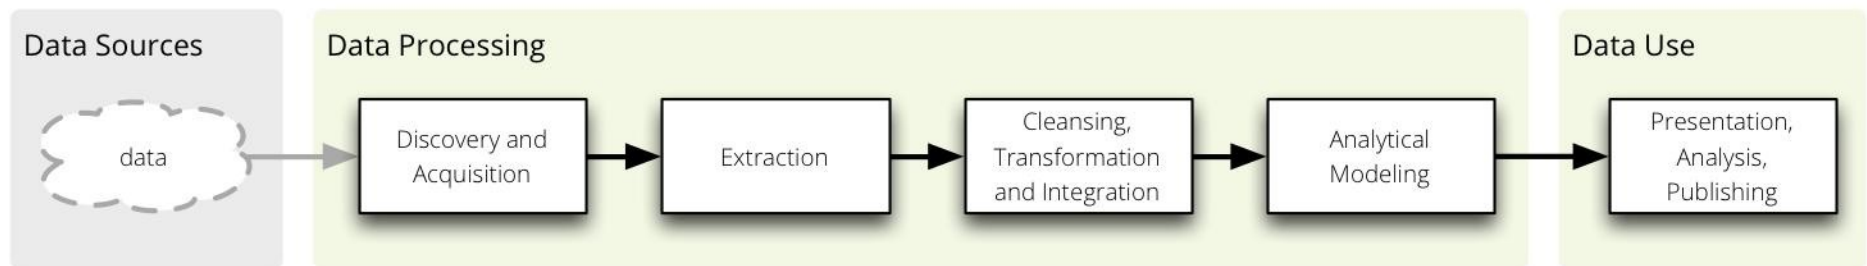 Data Sources
data
Data Processing
Discovery and
Acquisition
Extraction
Cleansing,
Transformation
and Integration
Analytical
Modeling
Data Use
Presentation,
Analysis,
Publishing